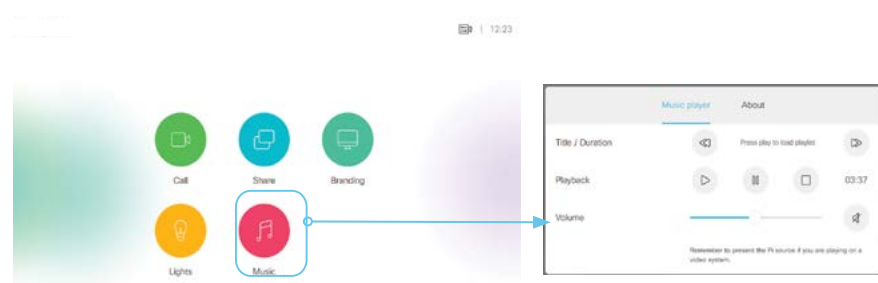 12:23
Call
Share
Branding
Lights
Music
Music player
About
Title / Duration
Press play to load playlist
Playback
03:37
Volume
Remember to present the Pi source if you are playing on a
video system.